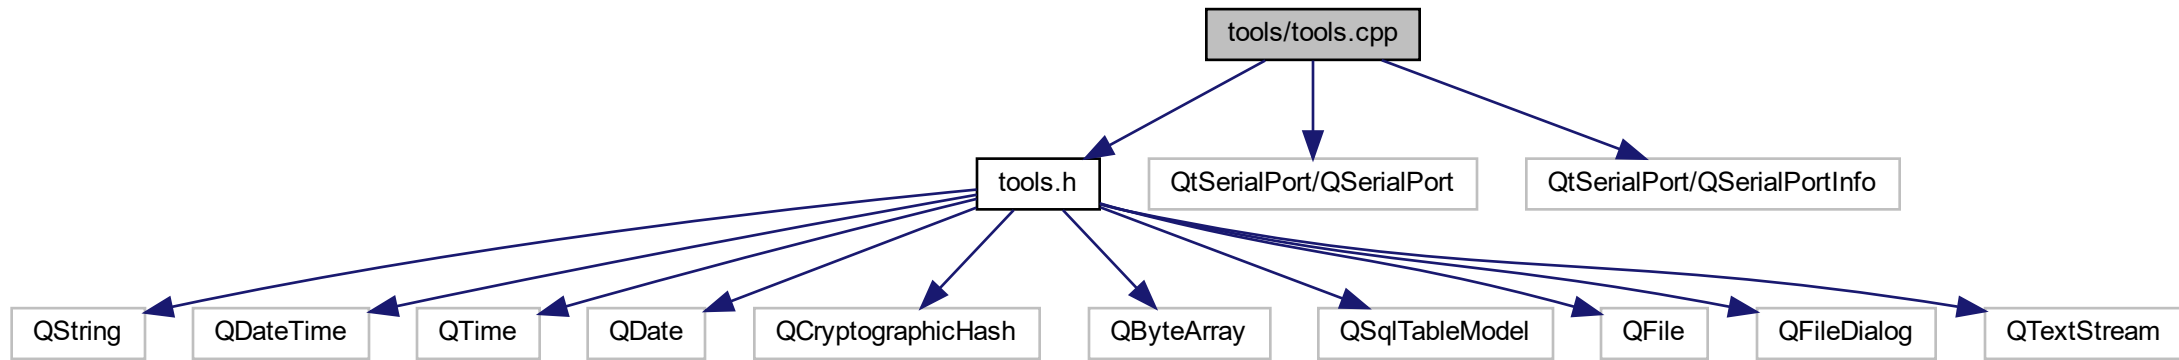 tools/tools.cpp
tools.h
QtSerialPort/QSerialPort
QtSerialPort/QSerialPortInfo
QString
QDateTime
QTime
QDate
QCryptographicHash
QByteArray
QSqlTableModel
QFile
QFileDialog
QTextStream